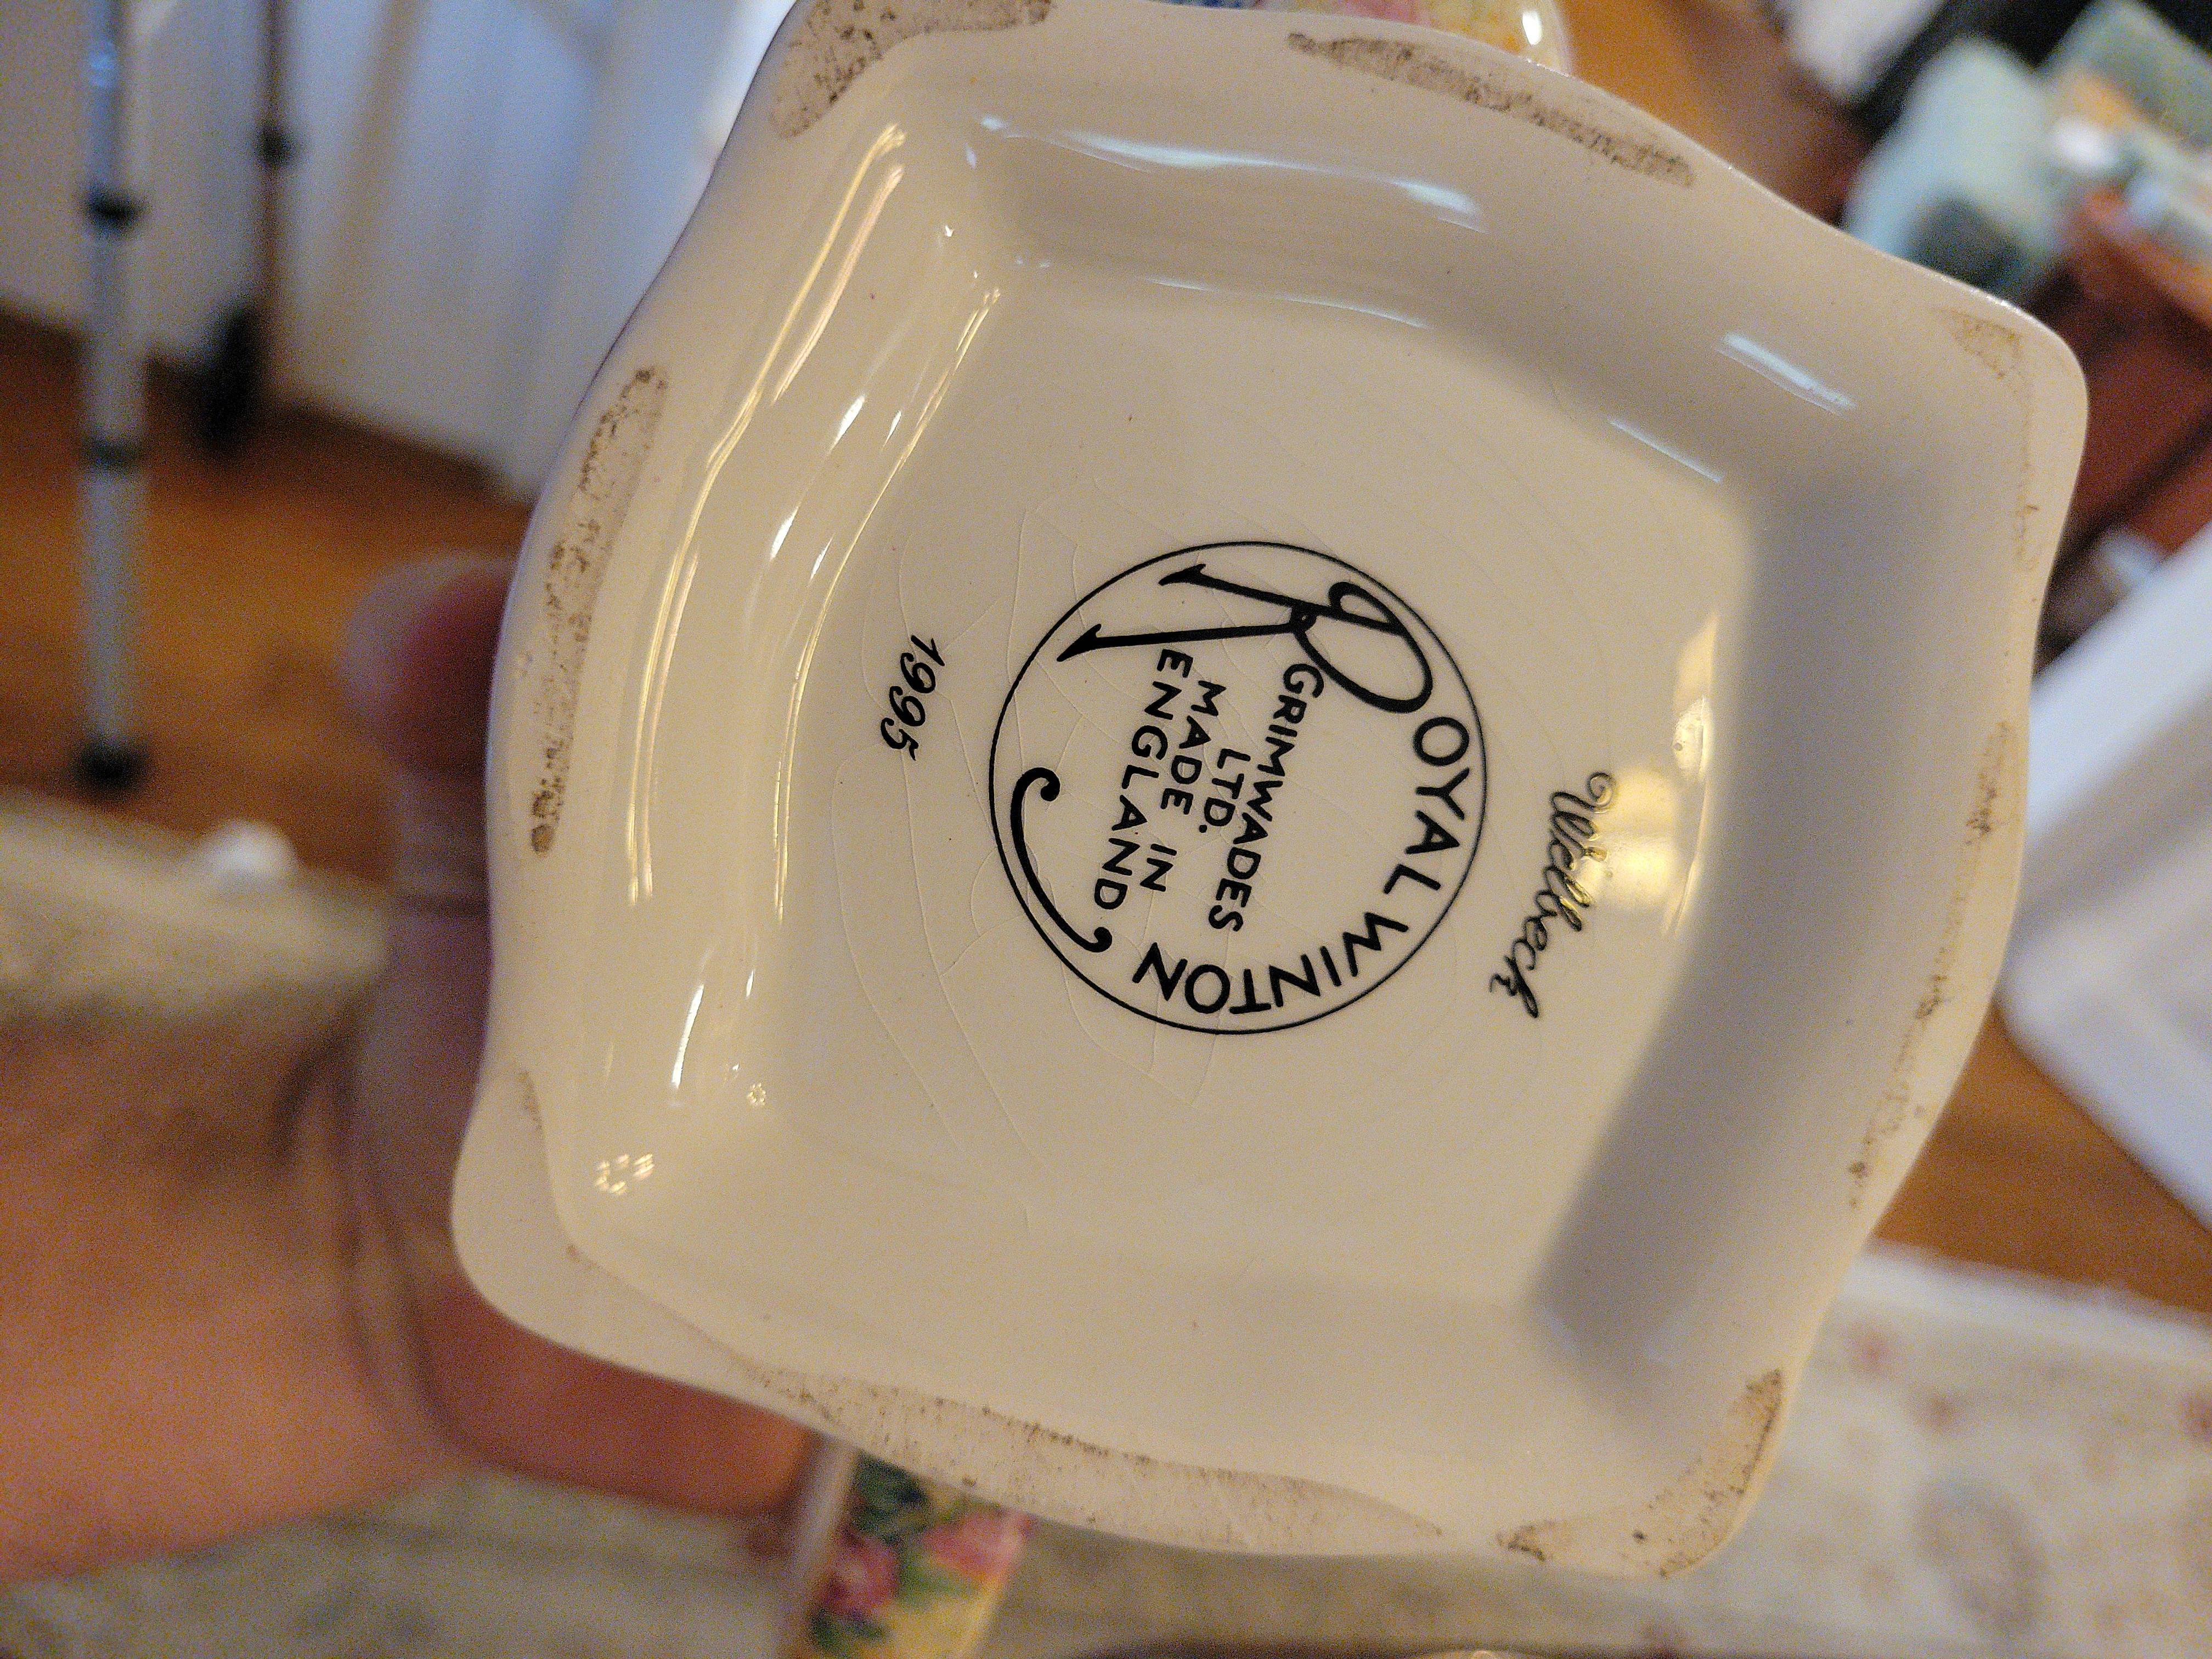 Welbeck
ROYAL WINTON
GRIMWADES
LTD.
MADE IN
ENGLAND
1995